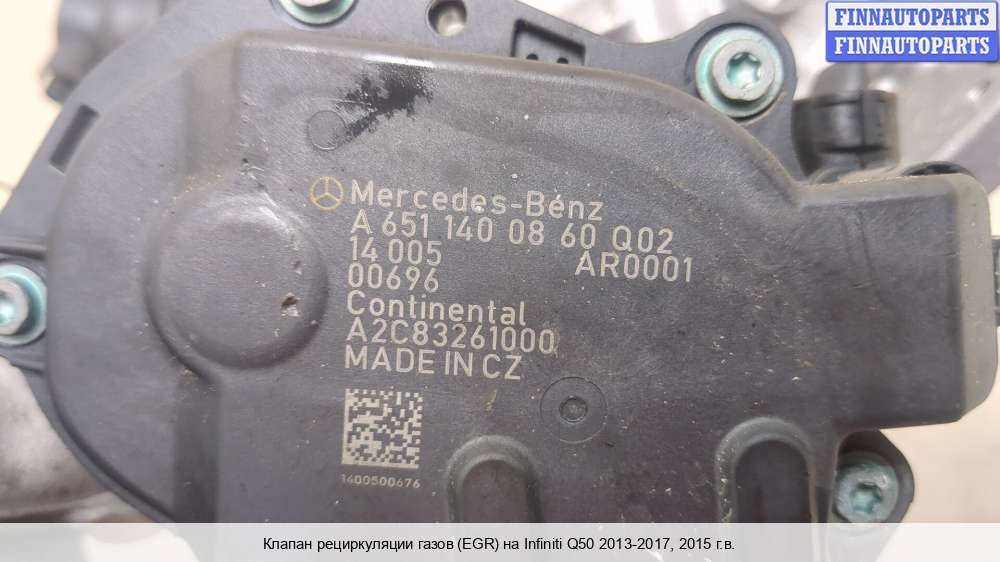 FINNAUTOPARTS
FINNAUTOPARTS
Mercedes-Benz
A 651 140 08 60 Q02
14 005 AR0001
00696
Continental
A2C83261000
MADE IN CZ
1400500676
Клапан рециркуляции газов (EGR) на Infiniti Q50 2013-2017, 2015 г.в.